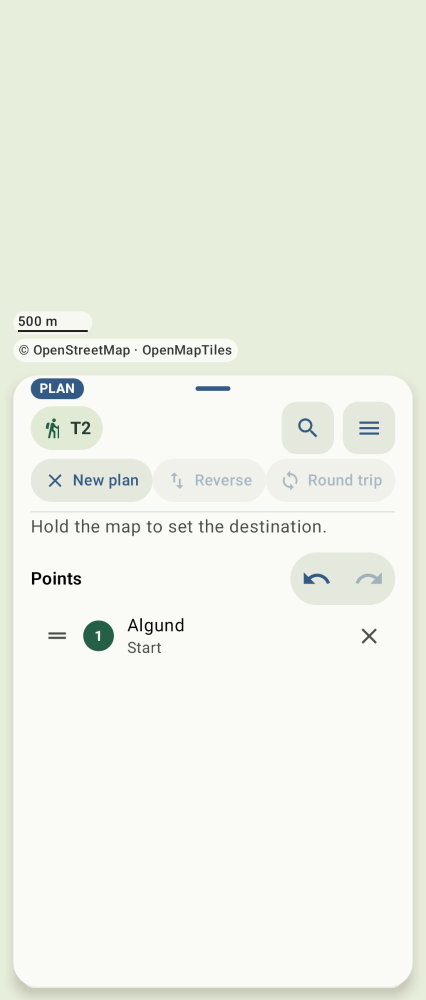 500 m
© OpenStreetMap · OpenMapTiles
PLAN
T2
New plan
Reverse
Round trip
Hold the map to set the destination.
Points
1
Algund
Start